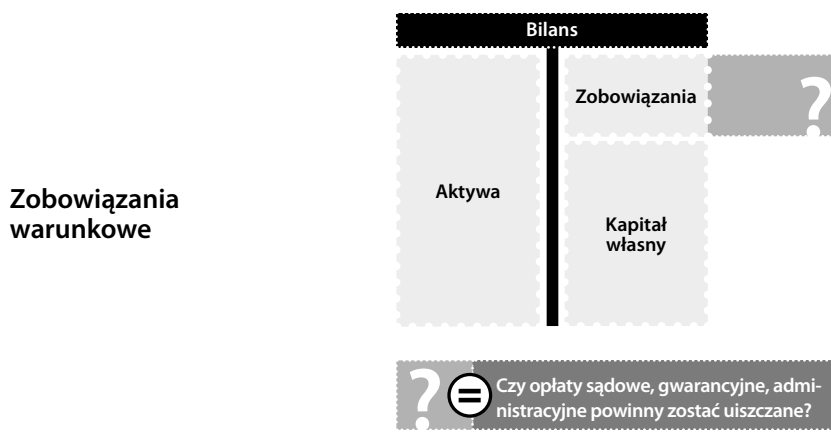 Bilans
Zobowiązania
?
Aktywa
Zobowiązania
warunkowe
Kapitał
własny
?
=
Czy opłaty sądowe, gwarancyjne, admi-
nistracyjne powinny zostać uiszczane?